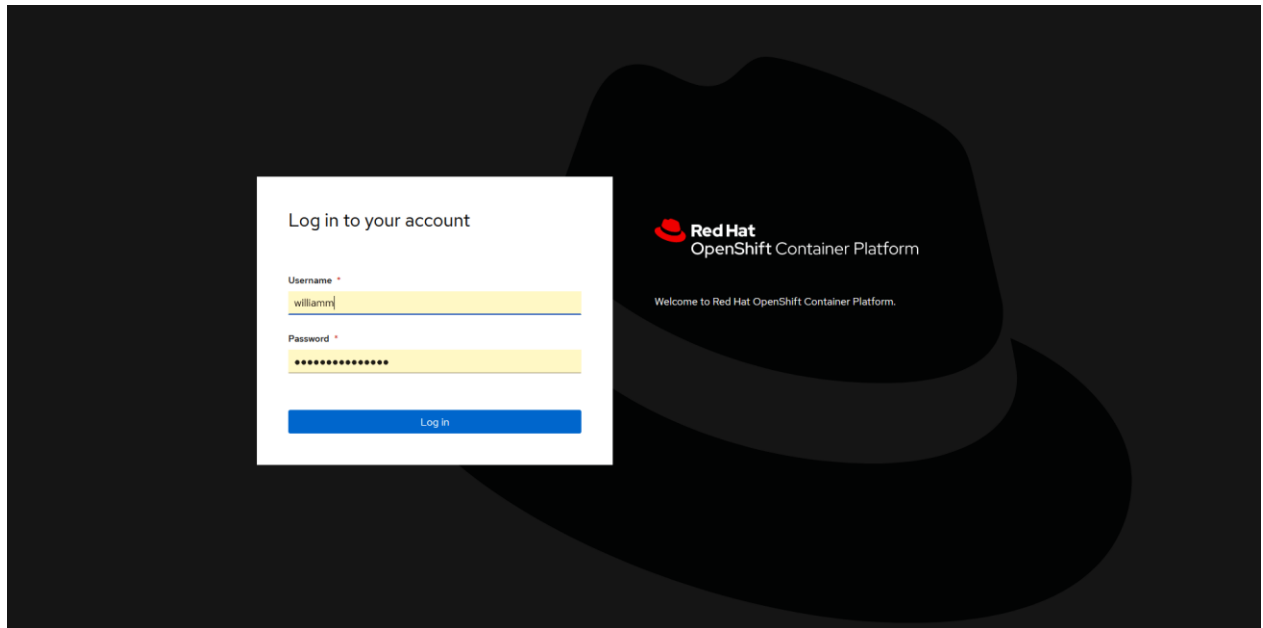 Log in to your account
Username *
williamm
Password *
•••••••••••••••
Log in
Red Hat
OpenShift Container Platform
Welcome to Red Hat OpenShift Container Platform.